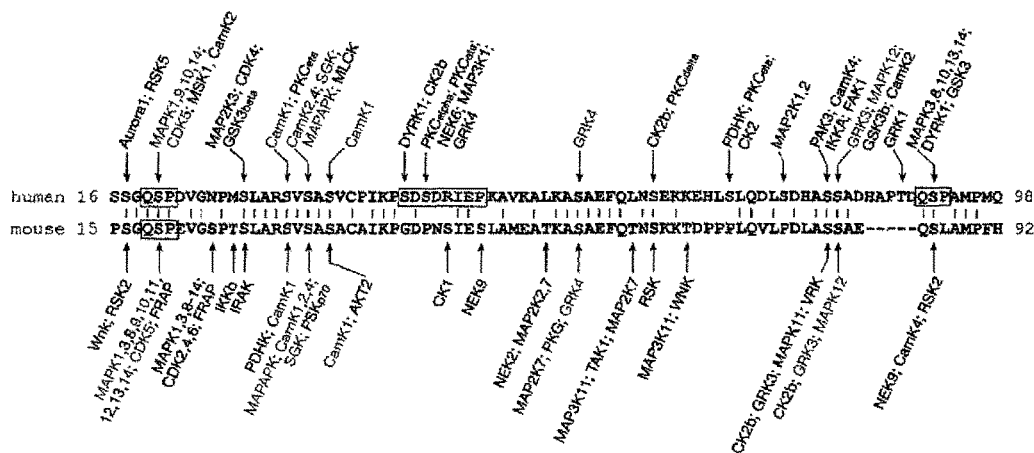 Aurora1; RSK5
MAPK1,9,10,14;
CDK5; MSK1, CamK2
MAP2K3; CDK4;
GSK3beta
CamK1; PKCeta
CamK2,4; SGK;
MAPAPK; MLCK
CamK1
DYRK1; CK2b
PKCalpha; PKCeta;
NEK6; MAP3K1;
GRK4
GRK4
CK2b; PKCdelta
PDHK; PKCeta;
CK2
MAP2K1,2
PAK3; CamK4;
IKKA; FAK1
GRK3; MAPK12;
GSK3b; CamK2
GRK1
MAPK3,8,10,13,14;
DYRK1; GSK3
human 16 SSGQSPDVGNPMSLARSVSASVCPIKPSDSDRIEPKAVKALKASAEFQLNSEKKEHLSLQDLSDHASSADHAPTLQSPAMPMQ 98
mouse 15 PSGQSPEVGSPTSLARSVSASACAIKPGDPNSIESLAMEATKASAEFQTNSKKTDPPPLQVLPDLASSAE-----QSLAMPFH 92
Wnk; RSK2
MAPK1,3,8,9,10,11,
12,13,14; CDK5; FRAP
MAPK1,3,8-14;
CDK2,4,6; FRAP
IKKb
IRAK
PDHK; CamK1
MAPAPK; CamK1,2,4;
SGK; PSKp70
CamK1; AKT2
CK1
NEK9
NEK2; MAP2K2,7
MAP2K7; PKG; GRK4
MAP3K11; TAK1; MAP2K7
RSK
MAP3K11; WNK
CK2b; GRK3; MAPK11; VRK
CK2b; GRK3; MAPK12
NEK9; CamK4; RSK2